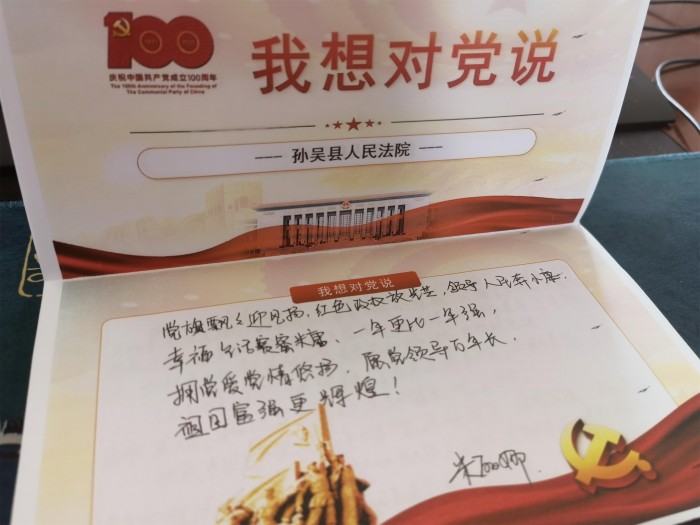 100
1921
2021
庆祝中国共产党成立100周年
The 100th Anniversary of the Founding of
The Communist Party of China
我想对党说
孙吴县人民法院
我想对党说
党旗飘飘迎风扬,红色政权放光芒,领导人民奔小康.
幸福生活 一年更比一年强,
拥党爱党情悠扬 愿党领导万年长
祖国富强更辉煌!